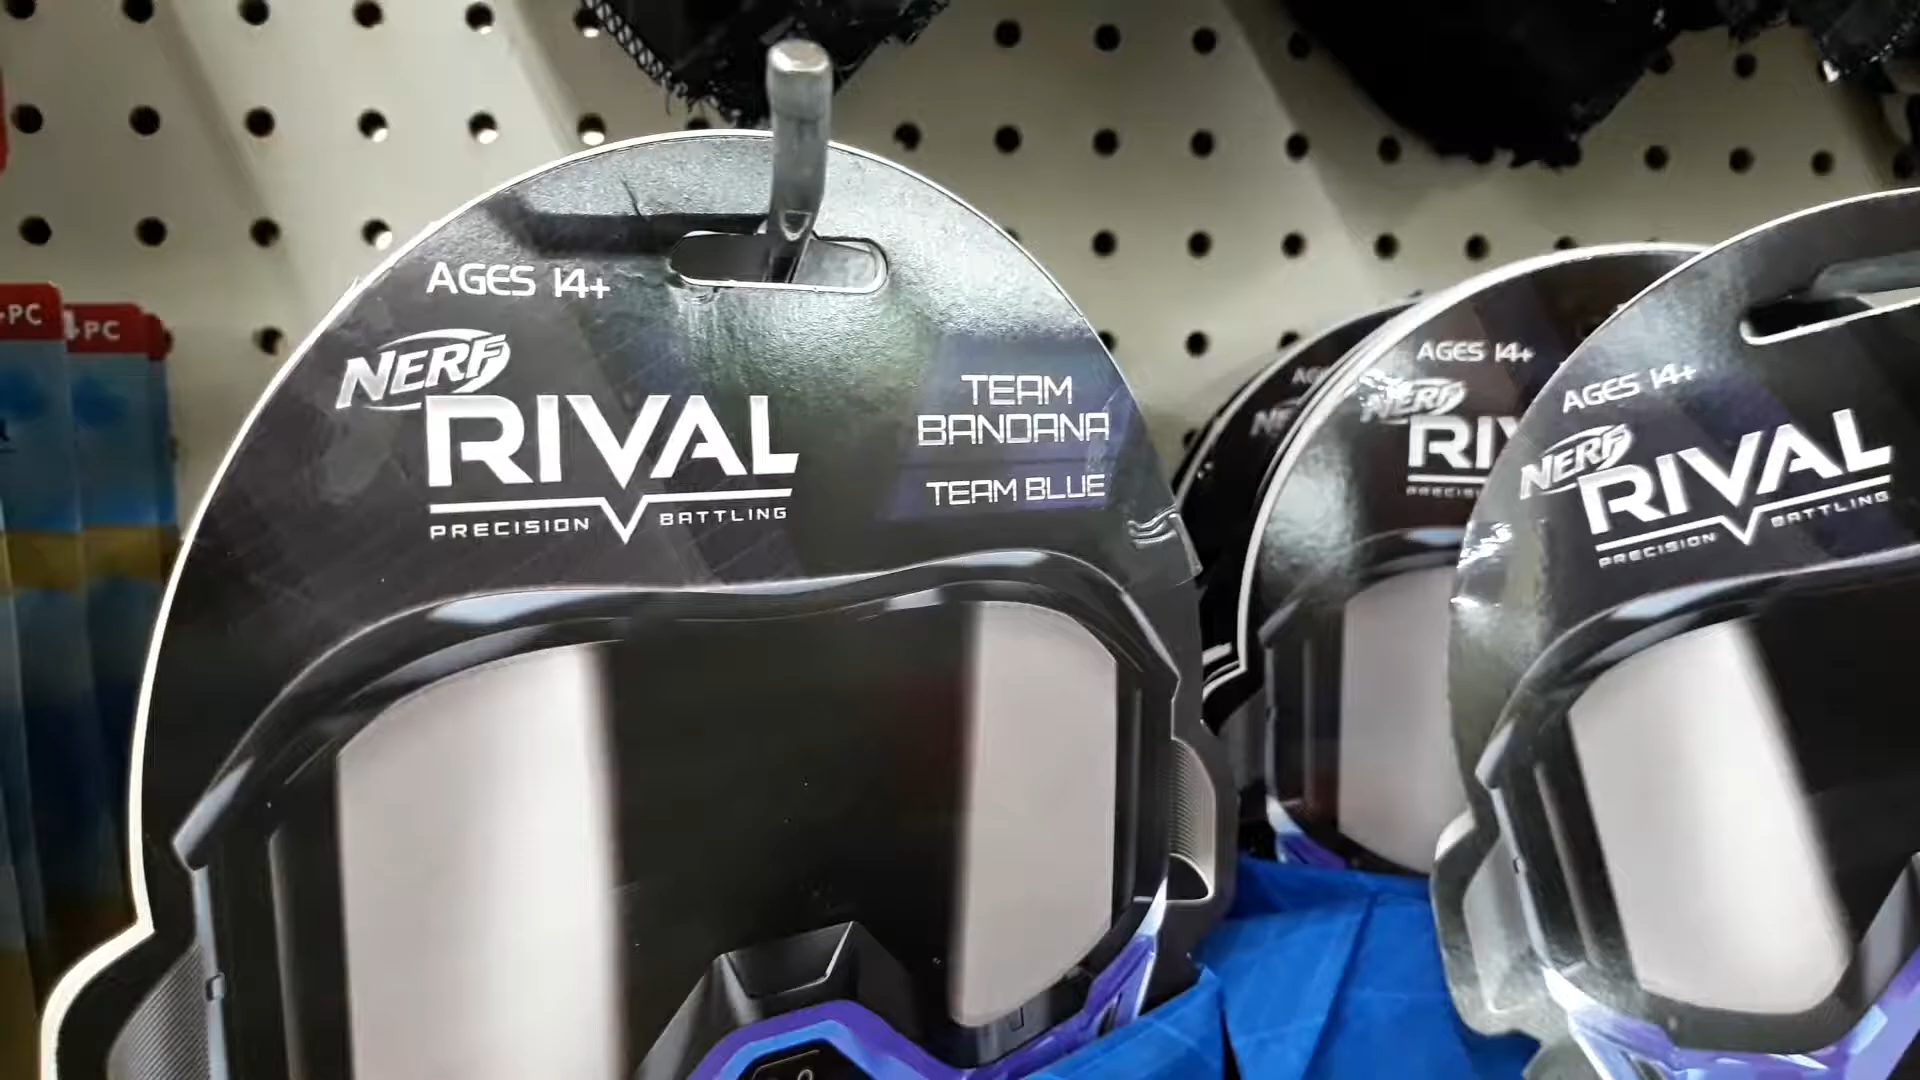 AGES 14+
NERF
RIVAL
PRECISION BATTLING
TEAM
BANDANA
TEAM BLUE
AGES 14+
NERF
RIV
PRECIS
AGES 14+
NERF
RIVAL
PRECISION BATTLING
PC
PC